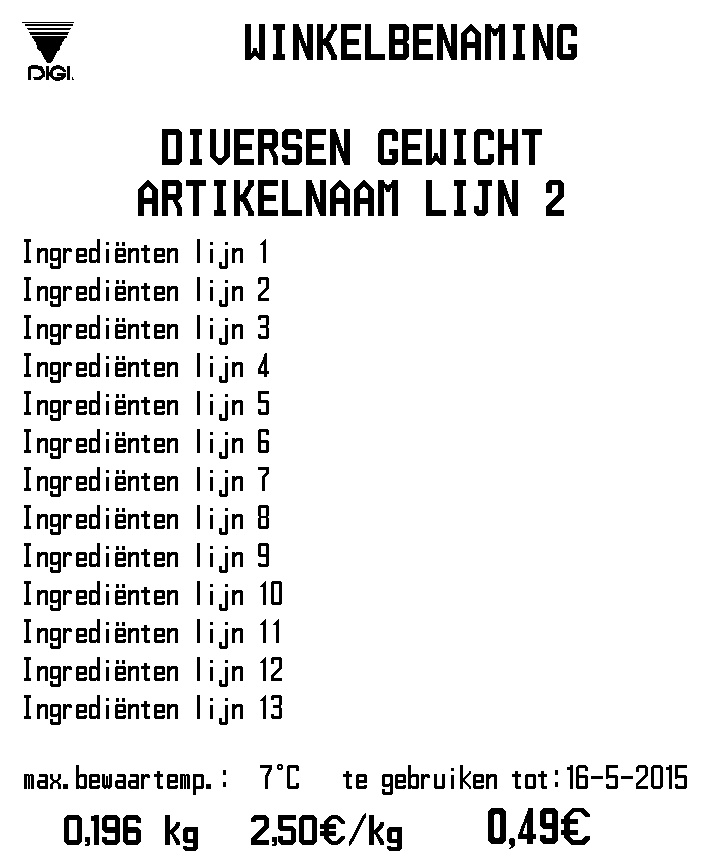 DIGI.
WINKELBENAMING
DIVERSEN GEWICHT
ARTIKELNAAM LIJN 2
Ingrediënten lijn 1
Ingrediënten lijn 2
Ingrediënten lijn 3
Ingrediënten lijn 4
Ingrediënten lijn 5
Ingrediënten lijn 6
Ingrediënten lijn 7
Ingrediënten lijn 8
Ingrediënten lijn 9
Ingrediënten lijn 10
Ingrediënten lijn 11
Ingrediënten lijn 12
Ingrediënten lijn 13
max.bewaartemp.: 7°C te gebruiken tot:16-5-2015
0,196 kg 2,50€/kg 0,49€